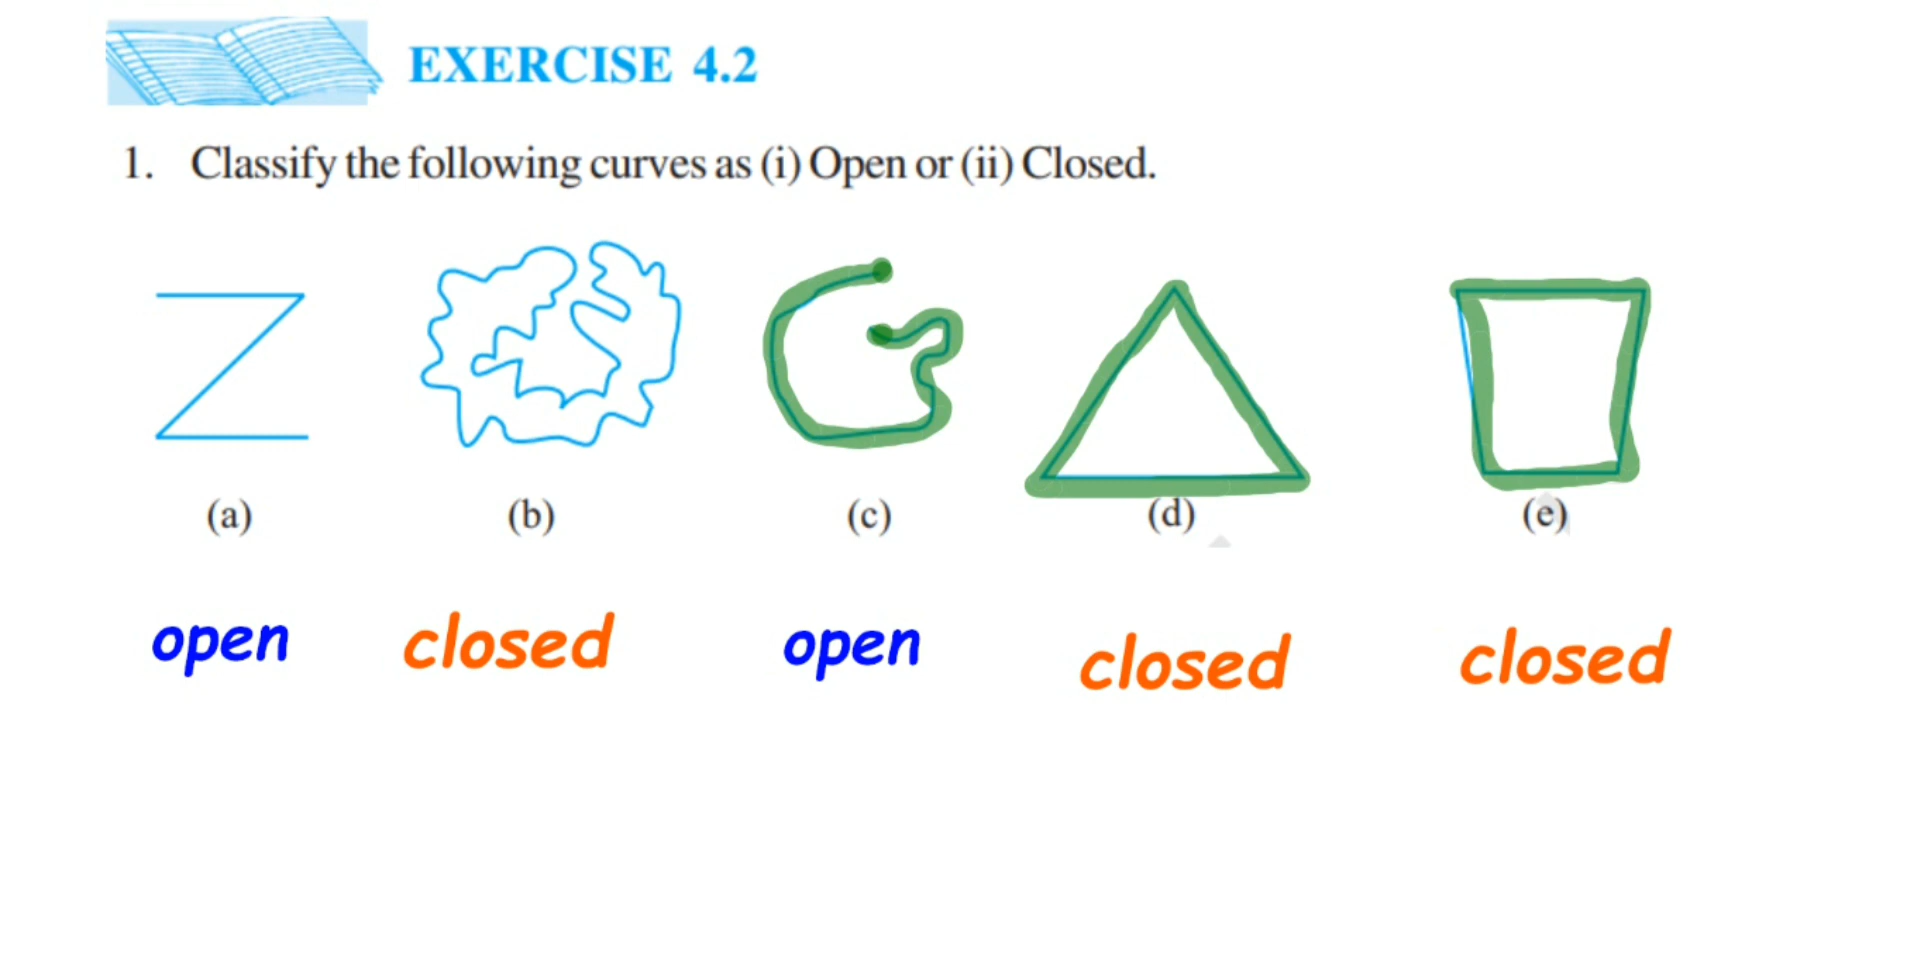 EXERCISE 4.2
1. Classify the following curves as (i) Open or (ii) Closed.
(a) (b) (c) (d) (e)
open closed open closed closed